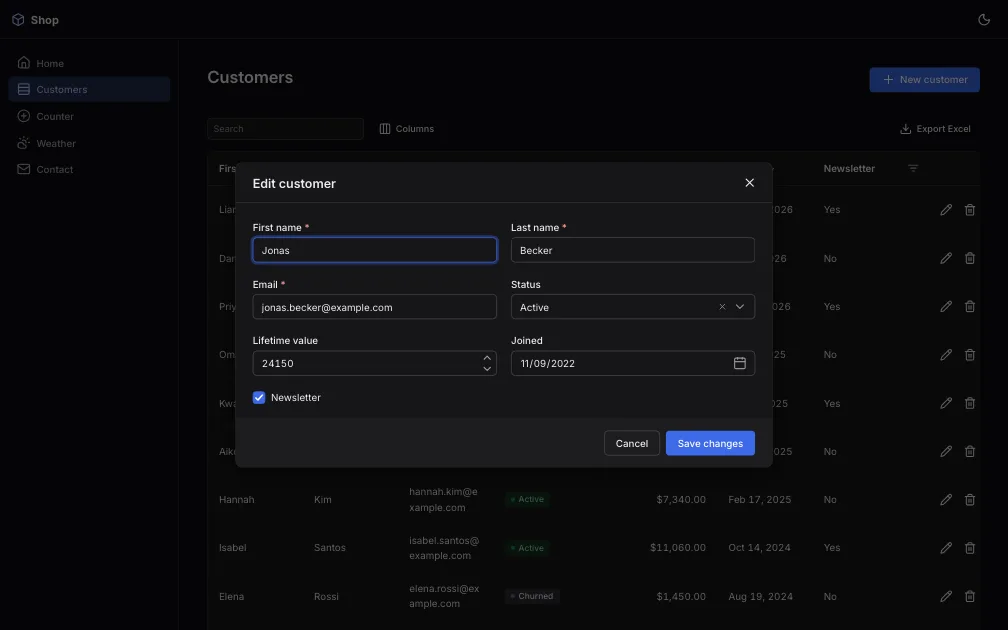 Shop
Home
Customers
Counter
Weather
Contact
Customers
New customer
Search
Columns
Export Excel
Newsletter
Yes
No
Yes
No
Yes
No
Edit customer
First name *
Last name *
Jonas
Becker
Email *
Status
jonas.becker@example.com
Active
Lifetime value
Joined
24150
11/09/2022
Newsletter
Cancel
Save changes
Hannah Kim hannah.kim@e Active $7,340.00 Feb 17, 2025 No
xample.com
Isabel Santos isabel.santos@ Active $11,060.00 Oct 14, 2024 Yes
example.com
Elena Rossi elena.rossi@ex Churned $1,450.00 Aug 19, 2024 No
ample.com